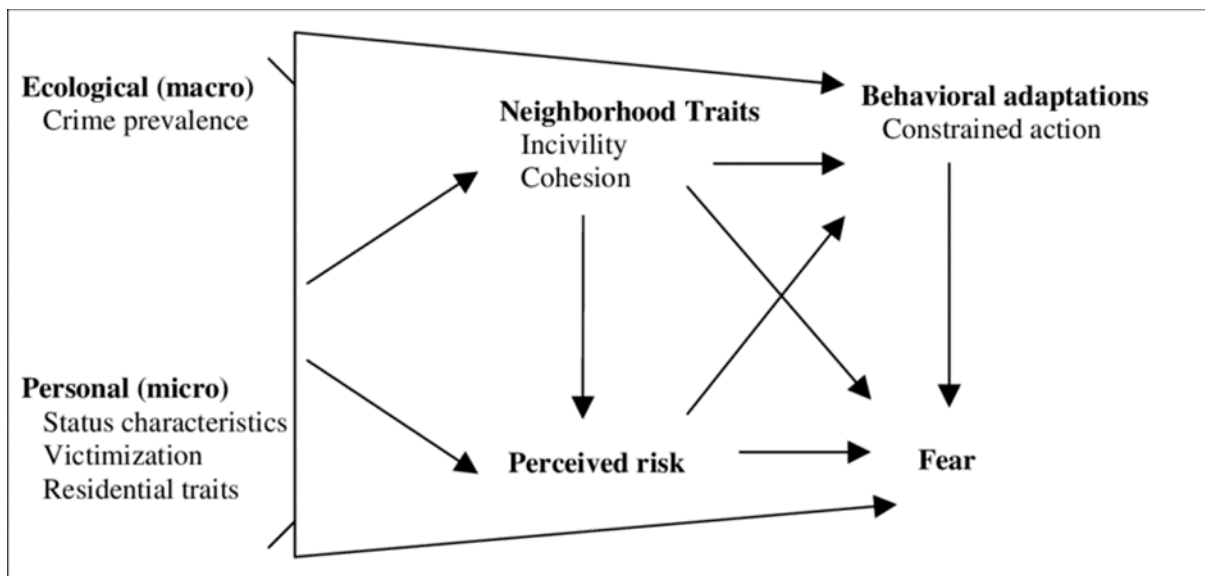 Ecological (macro)
Crime prevalence
Personal (micro)
Status characteristics
Victimization
Residential traits
Neighborhood Traits
Incivility
Cohesion
Perceived risk
Behavioral adaptations
Constrained action
Fear